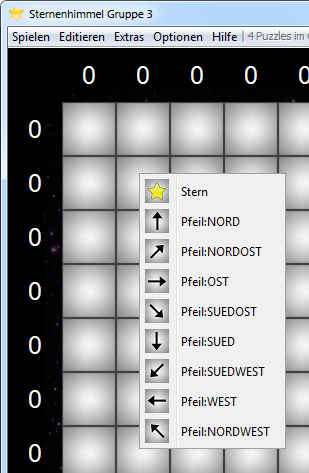 Sternenhimmel Gruppe 3
Spielen Editieren Extras Optionen Hilfe | 4 Puzzles im
0 0 0 0 0
0
0
Stern
0
Pfeil:NORD
Pfeil:NORDOST
0
Pfeil:OST
Pfeil:SUEDOST
0
Pfeil:SUED
Pfeil:SUEDWEST
0
Pfeil:WEST
Pfeil:NORDWEST
0